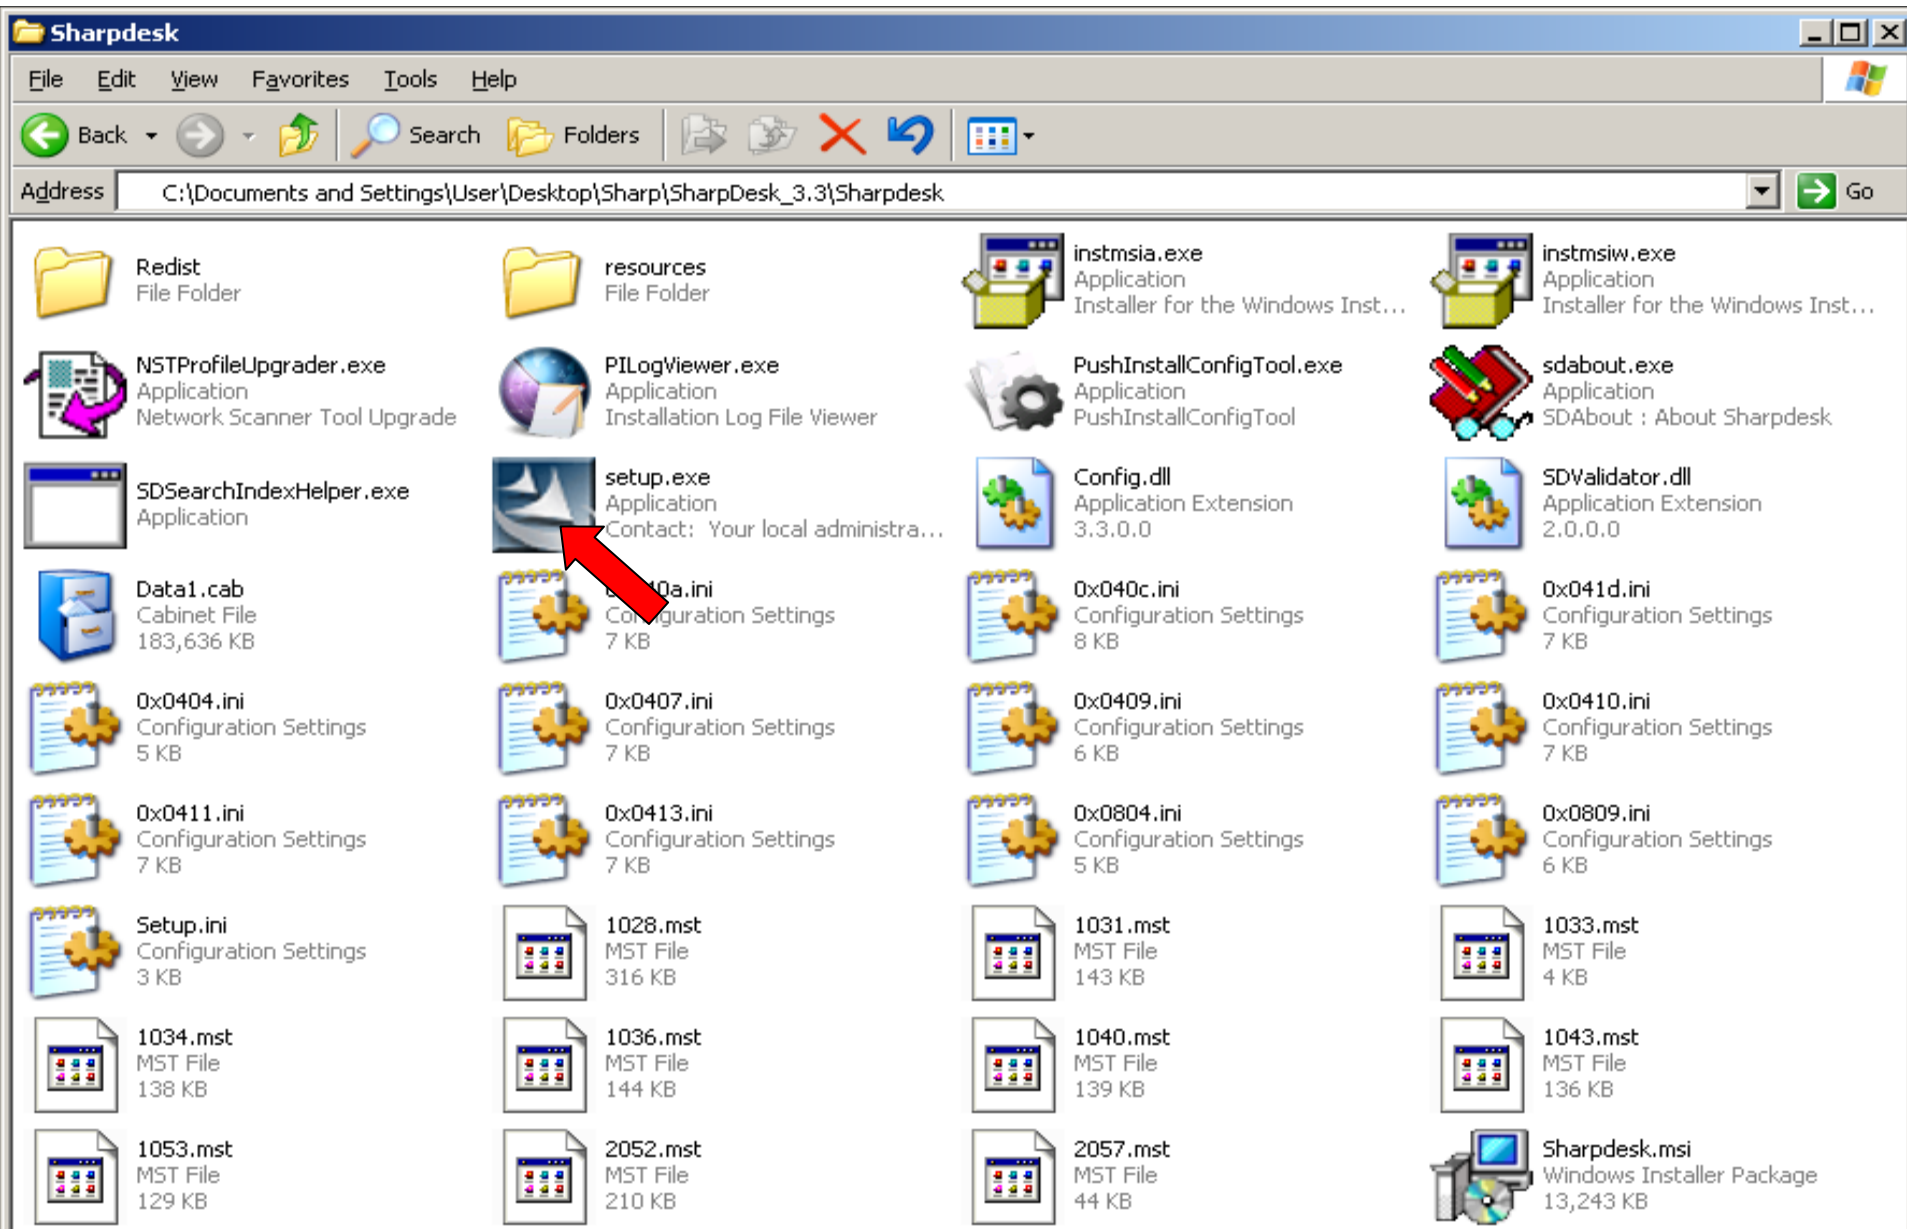 Sharpdesk
File Edit View Favorites Tools Help
Back Search Folders
Address C:\Documents and Settings\User\Desktop\Sharp\SharpDesk_3.3\Sharpdesk Go
Redist
File Folder
resources
File Folder
instmsia.exe
Application
Installer for the Windows Inst...
instmsiw.exe
Application
Installer for the Windows Inst...
NSTProfileUpgrader.exe
Application
Network Scanner Tool Upgrade
PILogViewer.exe
Application
Installation Log File Viewer
PushInstallConfigTool.exe
Application
PushInstallConfigTool
sdabout.exe
Application
SDAbout : About Sharpdesk
SDSearchIndexHelper.exe
Application
setup.exe
Application
Contact: Your local administra...
Config.dll
Application Extension
3.3.0.0
SDValidator.dll
Application Extension
2.0.0.0
Data1.cab
Cabinet File
183,636 KB
Configuration Settings
7 KB
0x040c.ini
Configuration Settings
8 KB
0x041d.ini
Configuration Settings
7 KB
0x0404.ini
Configuration Settings
5 KB
0x0407.ini
Configuration Settings
7 KB
0x0409.ini
Configuration Settings
6 KB
0x0410.ini
Configuration Settings
7 KB
0x0411.ini
Configuration Settings
7 KB
0x0413.ini
Configuration Settings
7 KB
0x0804.ini
Configuration Settings
5 KB
0x0809.ini
Configuration Settings
6 KB
Setup.ini
Configuration Settings
3 KB
1028.mst
MST File
316 KB
1031.mst
MST File
143 KB
1033.mst
MST File
4 KB
1034.mst
MST File
138 KB
1036.mst
MST File
144 KB
1040.mst
MST File
139 KB
1043.mst
MST File
136 KB
1053.mst
MST File
129 KB
2052.mst
MST File
210 KB
2057.mst
MST File
44 KB
Sharpdesk.msi
Windows Installer Package
13,243 KB